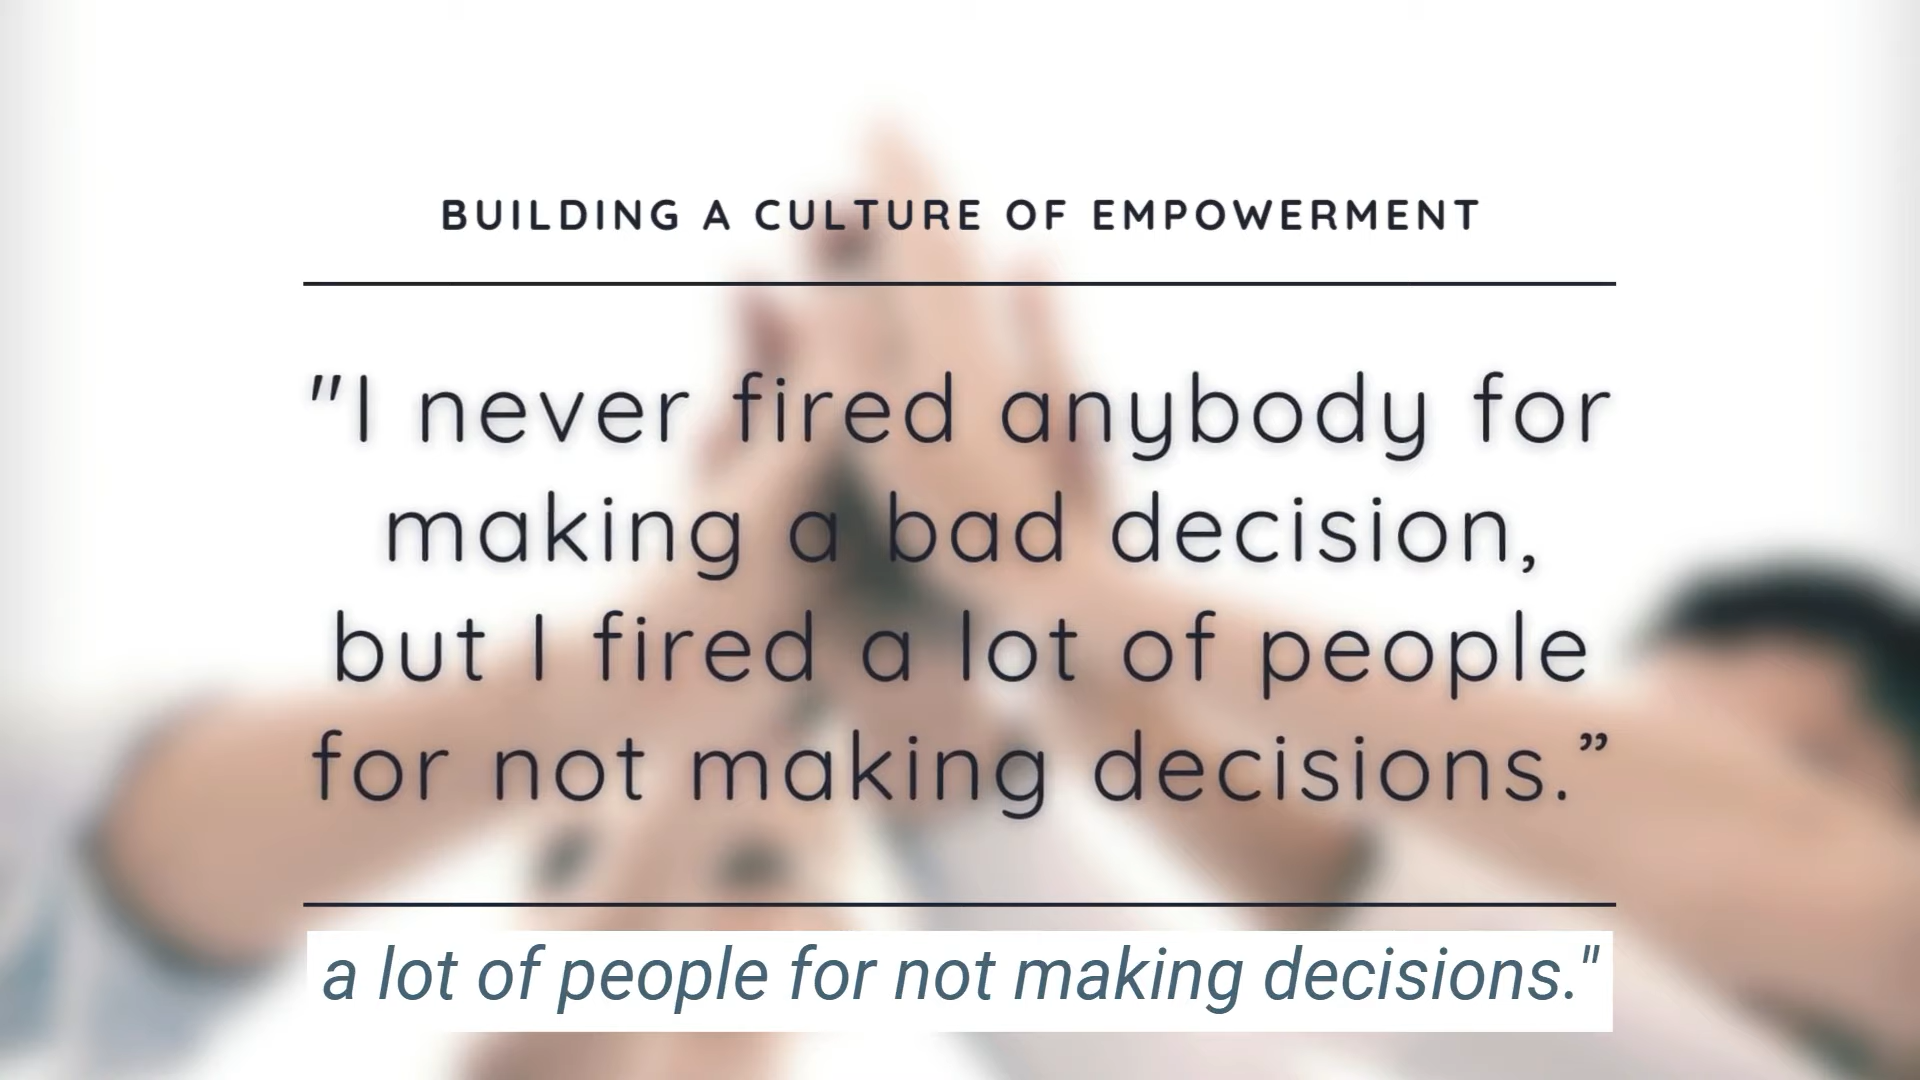 BUILDING A CULTURE OF EMPOWERMENT
"I never fired anybody for
making a bad decision,
but I fired a lot of people
for not making decisions.”
a lot of people for not making decisions."